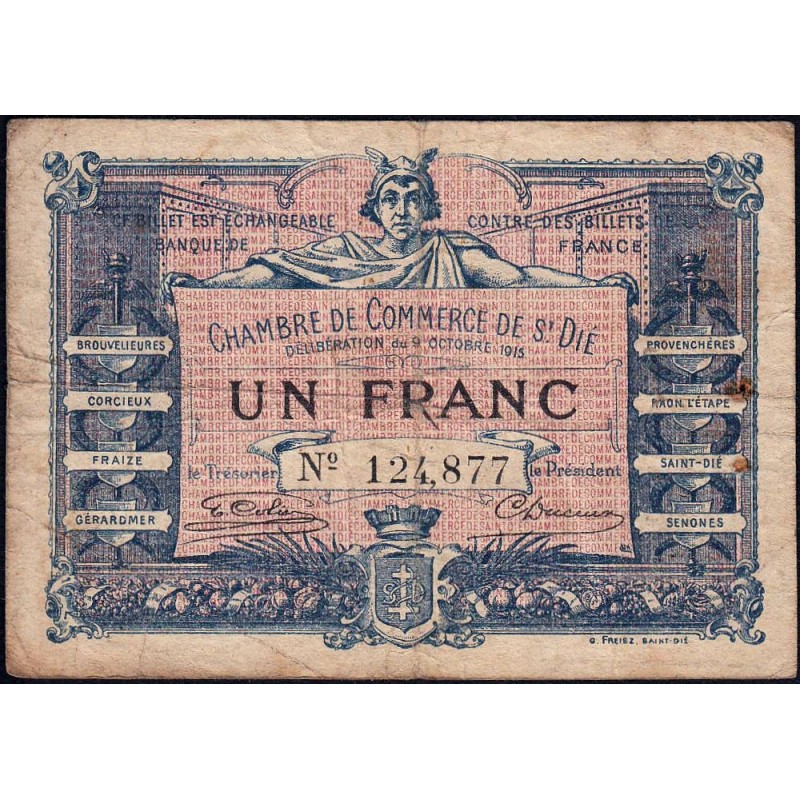 CE BILLET EST ÉCHANGEABLE CONTRE DES BILLETS DE
BANQUE DE FRANCE
CHAMBRE DE COMMERCE DE St DIÉ
DÉLIBÉRATION du 9 OCTOBRE 1915
UN FRANC
No 124,877
le Trésorier
le Président
BROUVELIEURES
CORCIEUX
FRAIZE
GÉRARDMER
PROVENCHÈRES
RAON L'ÉTAPE
SAINT-DIÉ
SENONES
G. FREISZ, SAINT-DIÉ